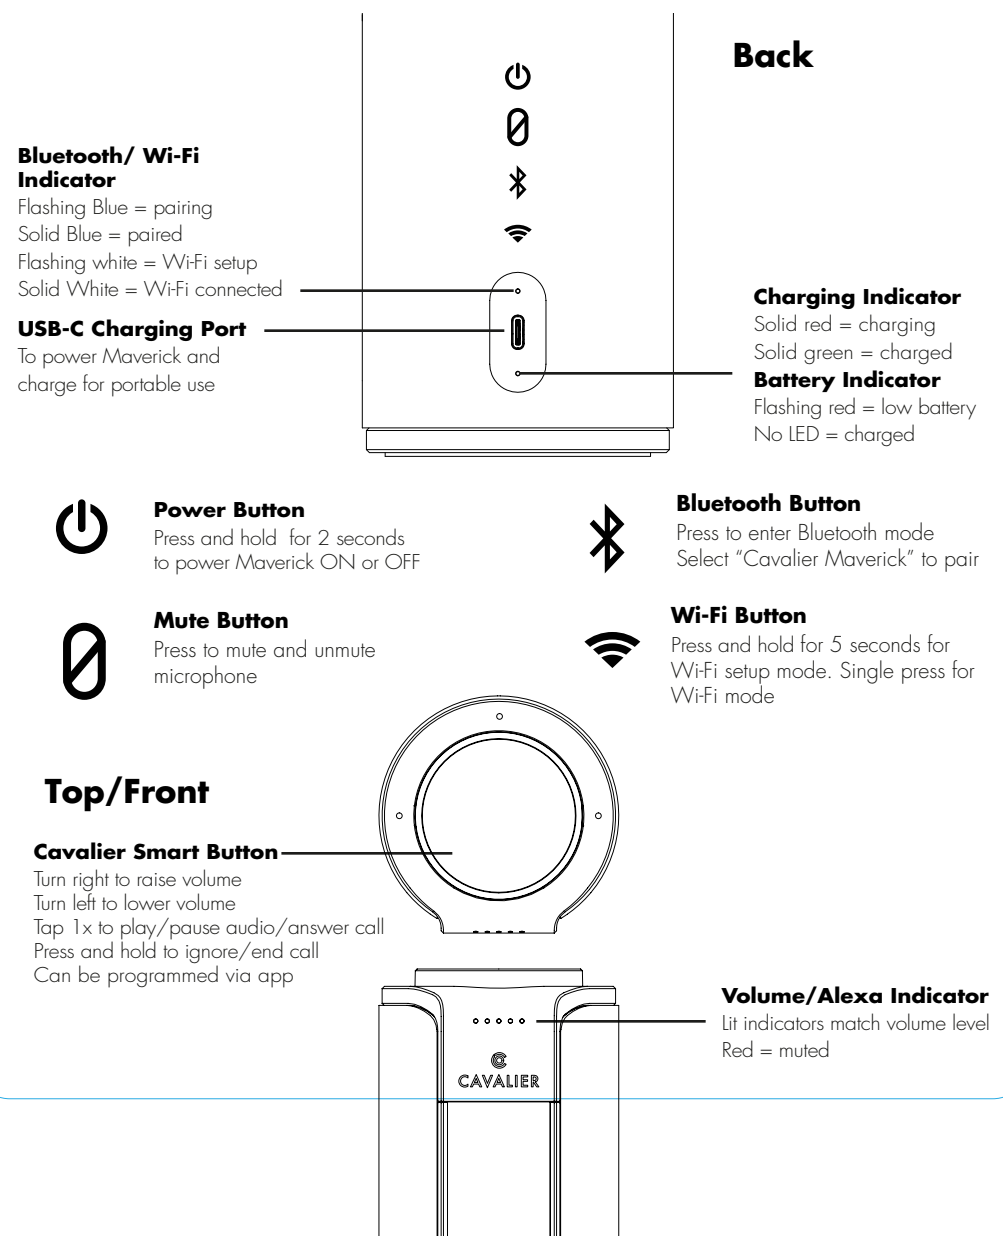 Back
Bluetooth/ Wi-Fi
Indicator
Flashing Blue = pairing
Solid Blue = paired
Flashing white = Wi-Fi setup
Solid White = Wi-Fi connected
USB-C Charging Port
To power Maverick and
charge for portable use
Charging Indicator
Solid red = charging
Solid green = charged
Battery Indicator
Flashing red = low battery
No LED = charged
Power Button
Press and hold  for 2 seconds
to power Maverick ON or OFF
Bluetooth Button
Press to enter Bluetooth mode
Select “Cavalier Maverick” to pair
Mute Button
Press to mute and unmute
microphone
Wi-Fi Button
Press and hold for 5 seconds for
Wi-Fi setup mode. Single press for
Wi-Fi mode
Top/Front
Cavalier Smart Button
Turn right to raise volume
Turn left to lower volume
Tap 1x to play/pause audio/answer call
Press and hold to ignore/end call
Can be programmed via app
Volume/Alexa Indicator
Lit indicators match volume level
Red = muted
CAVALIER